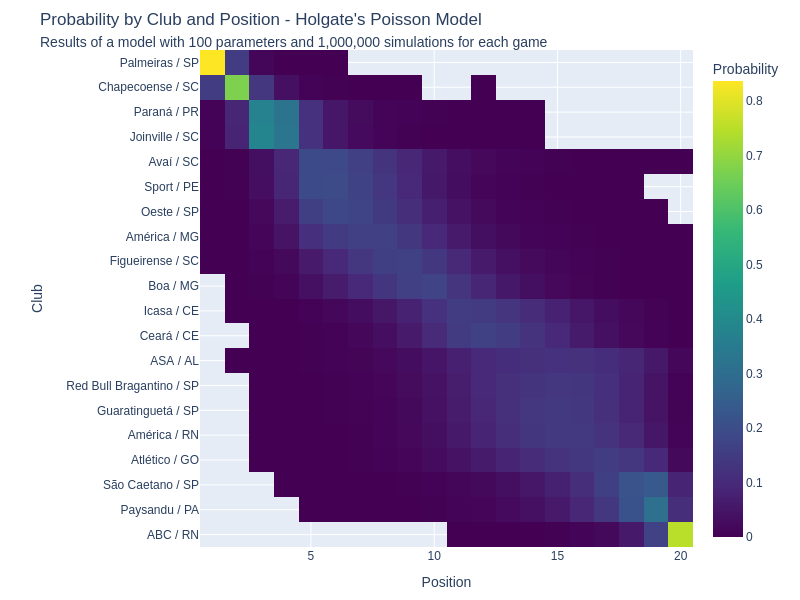 Probability by Club and Position - Holgate's Poisson Model
Results of a model with 100 parameters and 1,000,000 simulations for each game
Probability
Club
Palmeiras / SP
Chapecoense / SC
Paraná / PR
Joinville / SC
Avaí / SC
Sport / PE
Oeste / SP
América / MG
Figueirense / SC
Boa / MG
Icasa / CE
Ceará / CE
ASA / AL
Red Bull Bragantino / SP
Guaratinguetá / SP
América / RN
Atlético / GO
São Caetano / SP
Paysandu / PA
ABC / RN
5 10 15 20
Position
0.8
0.7
0.6
0.5
0.4
0.3
0.2
0.1
0